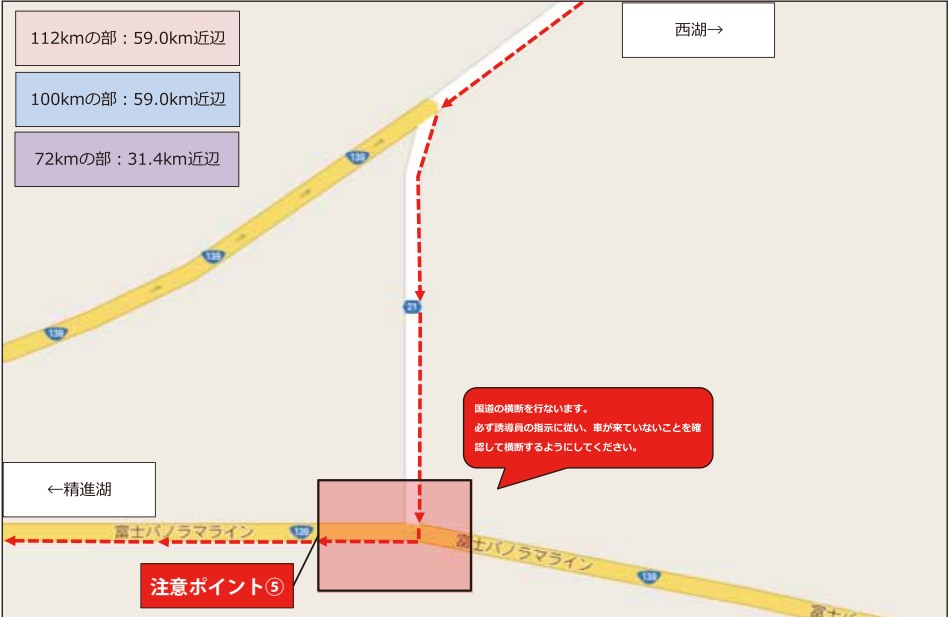 112kmの部：59.0km近辺
西湖→
100kmの部：59.0km近辺
72kmの部：31.4km近辺
139
139
139
21
国道の横断を行ないます。
必ず誘導員の指示に従い、車が来ていないことを確
認して横断するようにしてください。
←精進湖
富士パノラマライン
139
富士パノラマライン
139
注意ポイント⑤
富士パノラ